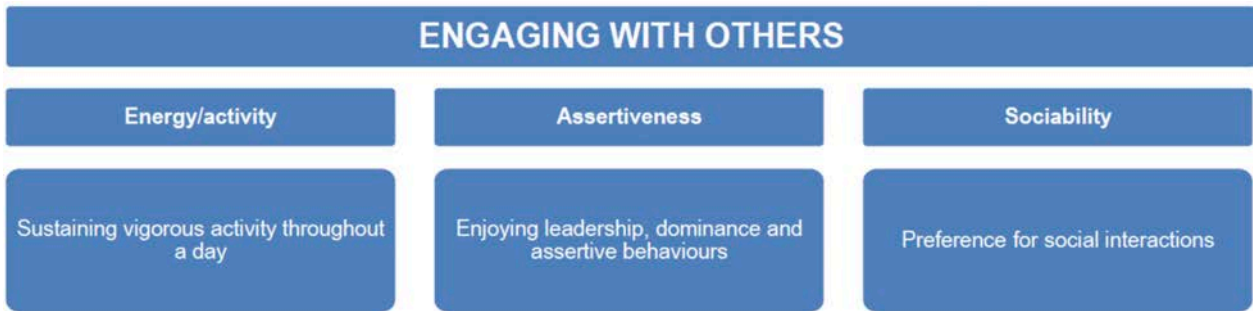 ENGAGING WITH OTHERS
Energy/activity
Assertiveness
Sociability
Sustaining vigorous activity throughout
a day
Enjoying leadership, dominance and
assertive behaviours
Preference for social interactions